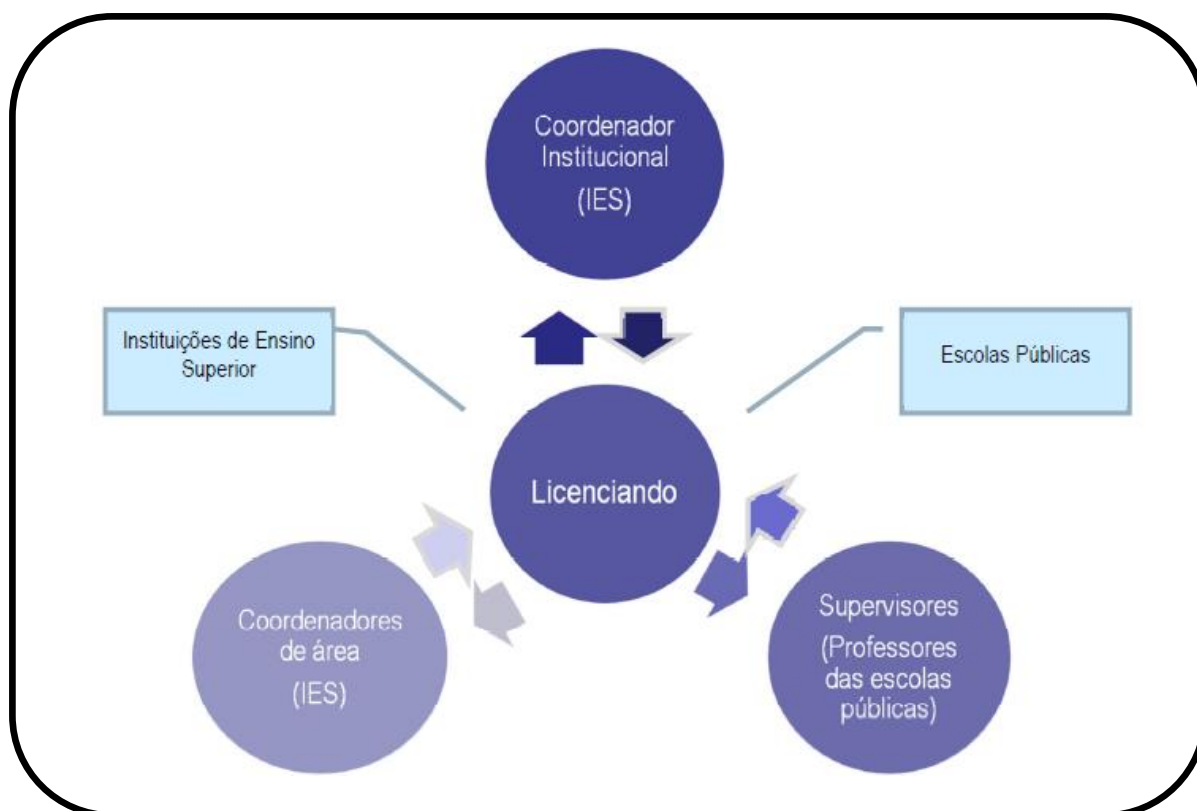 Coordenador
Institucional
(IES)
Instituições de Ensino
Superior
Escolas Públicas
Licenciando
Coordenadores
de área
(IES)
Supervisores
(Professores
das escolas
públicas)